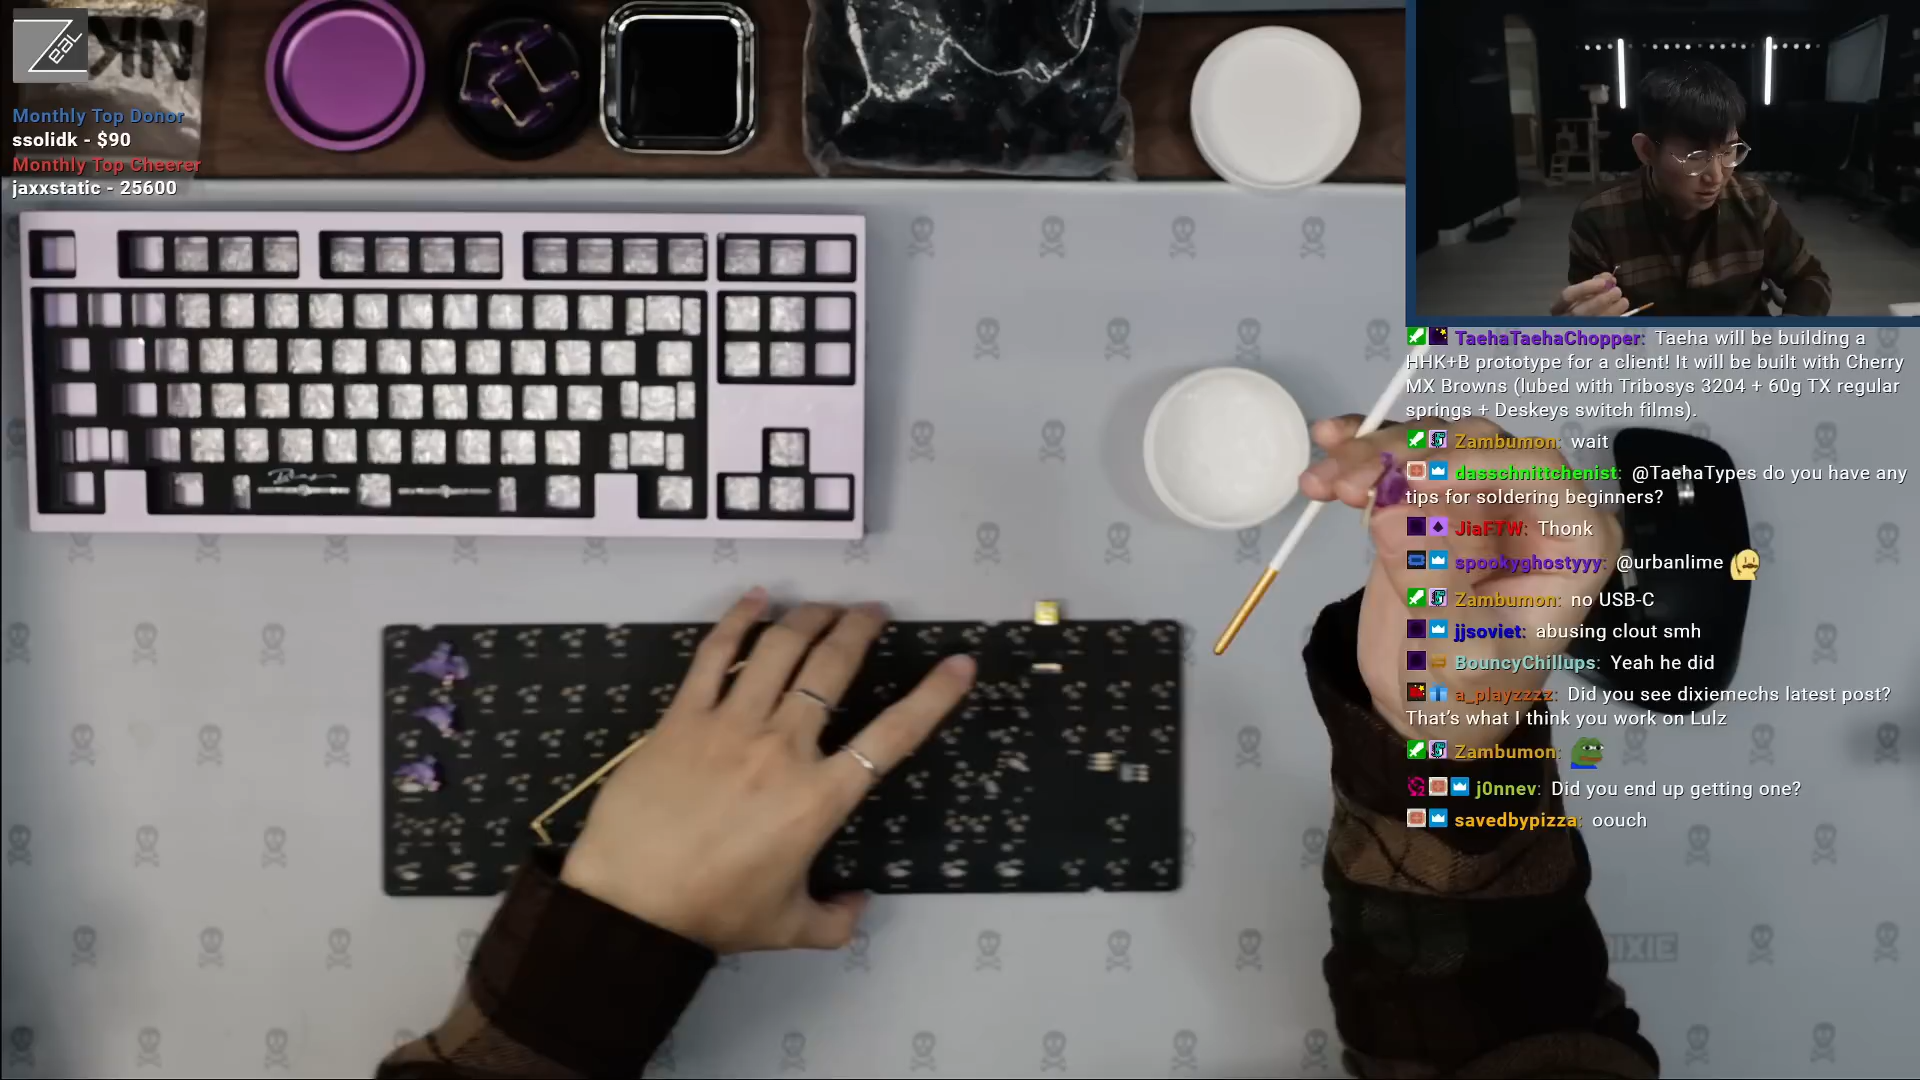 Zeal
Monthly Top Donor
ssolidk - $90
Monthly Top Cheerer
jaxxstatic - 25600
TaehaTaehaChopper: Taeha will be building a
HHK+B prototype for a client! It will be built with Cherry
MX Browns (lubed with Tribosys 3204 + 60g TX regular
springs + Deskeys switch films).
Zambumon: wait
dasschnittchenist: @TaehaTypes do you have any
tips for soldering beginners?
JiaFTW: Thonk
spookyghostyyy: @urbanlime
Zambumon: no USB-C
jjsoviet: abusing clout smh
BouncyChillups: Yeah he did
a_playzzzz: Did you see dixiemechs latest post?
That's what I think you work on Lulz
Zambumon:
j0nnev: Did you end up getting one?
savedbypizza: oouch
DIXIE